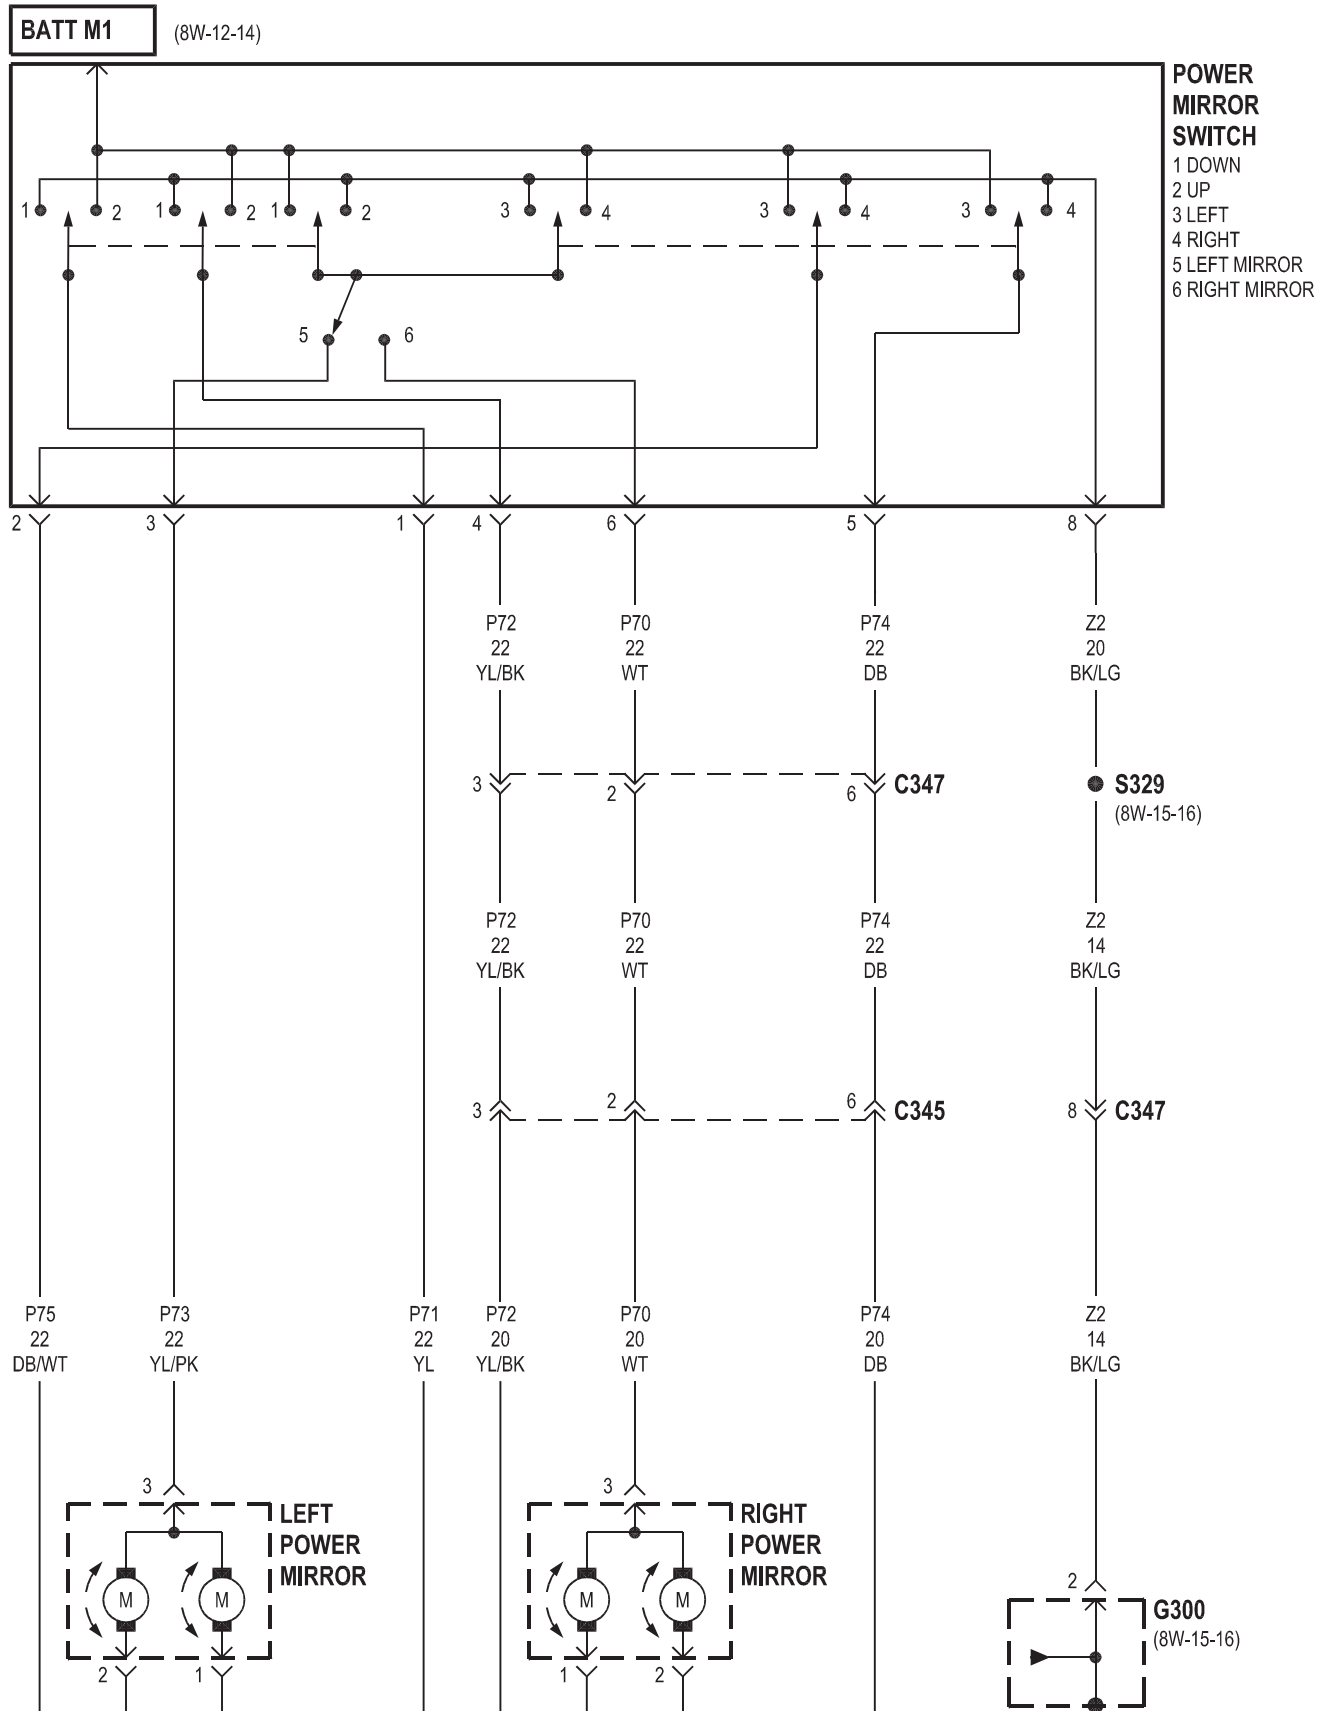 BATT M1 (8W-12-14)
POWER
MIRROR
SWITCH
1 DOWN
2 UP
3 LEFT
4 RIGHT
5 LEFT MIRROR
6 RIGHT MIRROR
1 2 1 2 1 2 3 4 3 4 3 4
5 6
2 3 1 4 6 5 8
P72 P70 P74 Z2
22 22 22 20
YL/BK WT DB BK/LG
3 2 6 C347 S329
(8W-15-16)
P72 P70 P74 Z2
22 22 22 14
YL/BK WT DB BK/LG
3 2 6 C345 8 C347
P75 P73 P71 P72 P70 P74 Z2
22 22 22 20 20 20 14
DB/WT YL/PK YL YL/BK WT DB BK/LG
3 3
LEFT
POWER
MIRROR
RIGHT
POWER
MIRROR
M M M M
2 G300
(8W-15-16)
2 1 1 2